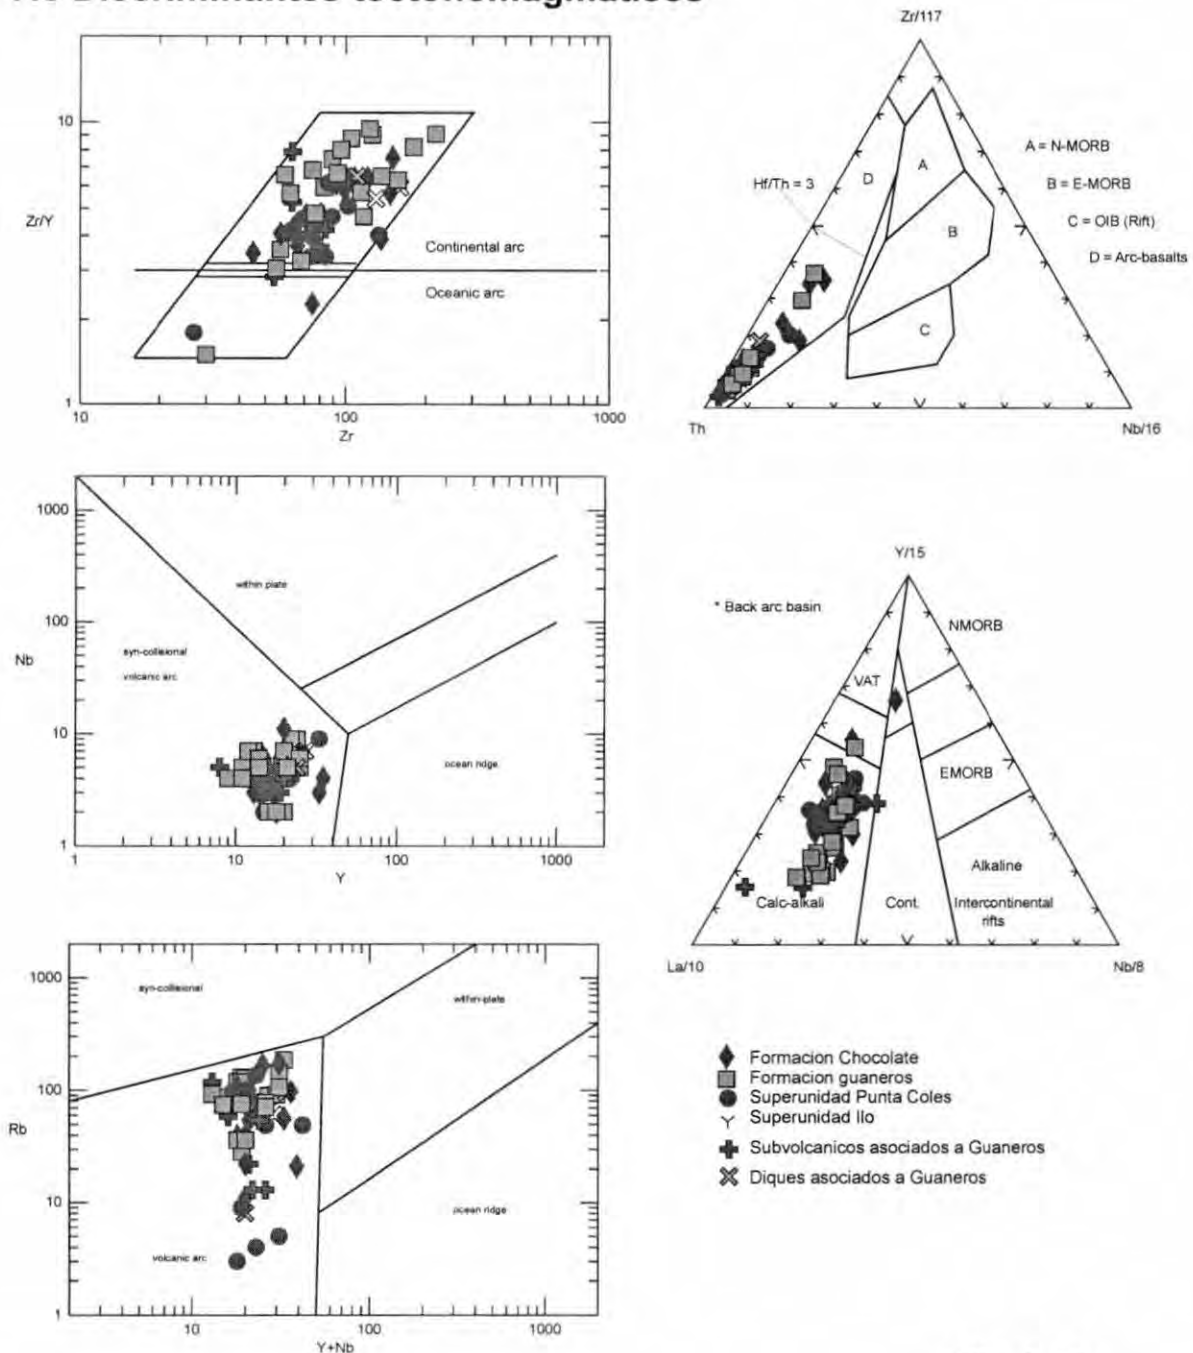 Discriminantes tectonomagmaticos
10
Zr/Y
1
Continental arc
Oceanic arc
10
100
1000
Zr
Zr/117
Hf/Th = 3
D
A
B
C
A = N-MORB
B = E-MORB
C = OIB (Rift)
D = Arc-basalts
Th
Nb/16
1000
100
Nb
10
1
within plate
syn-collisional
volcanic arc
ocean ridge
1
10
100
1000
Y
Y/15
* Back arc basin
NMORB
VAT
EMORB
Alkaline
Calc-alkali
Cont.
Intercontinental
rifts
La/10
Nb/8
1000
100
Rb
10
1
syn-collisional
within-plate
ocean ridge
volcanic arc
10
100
1000
Y+Nb
Formacion Chocolate
Formacion guaneros
Superunidad Punta Coles
Superunidad Ilo
Subvolcanicos asociados a Guaneros
Diques asociados a Guaneros